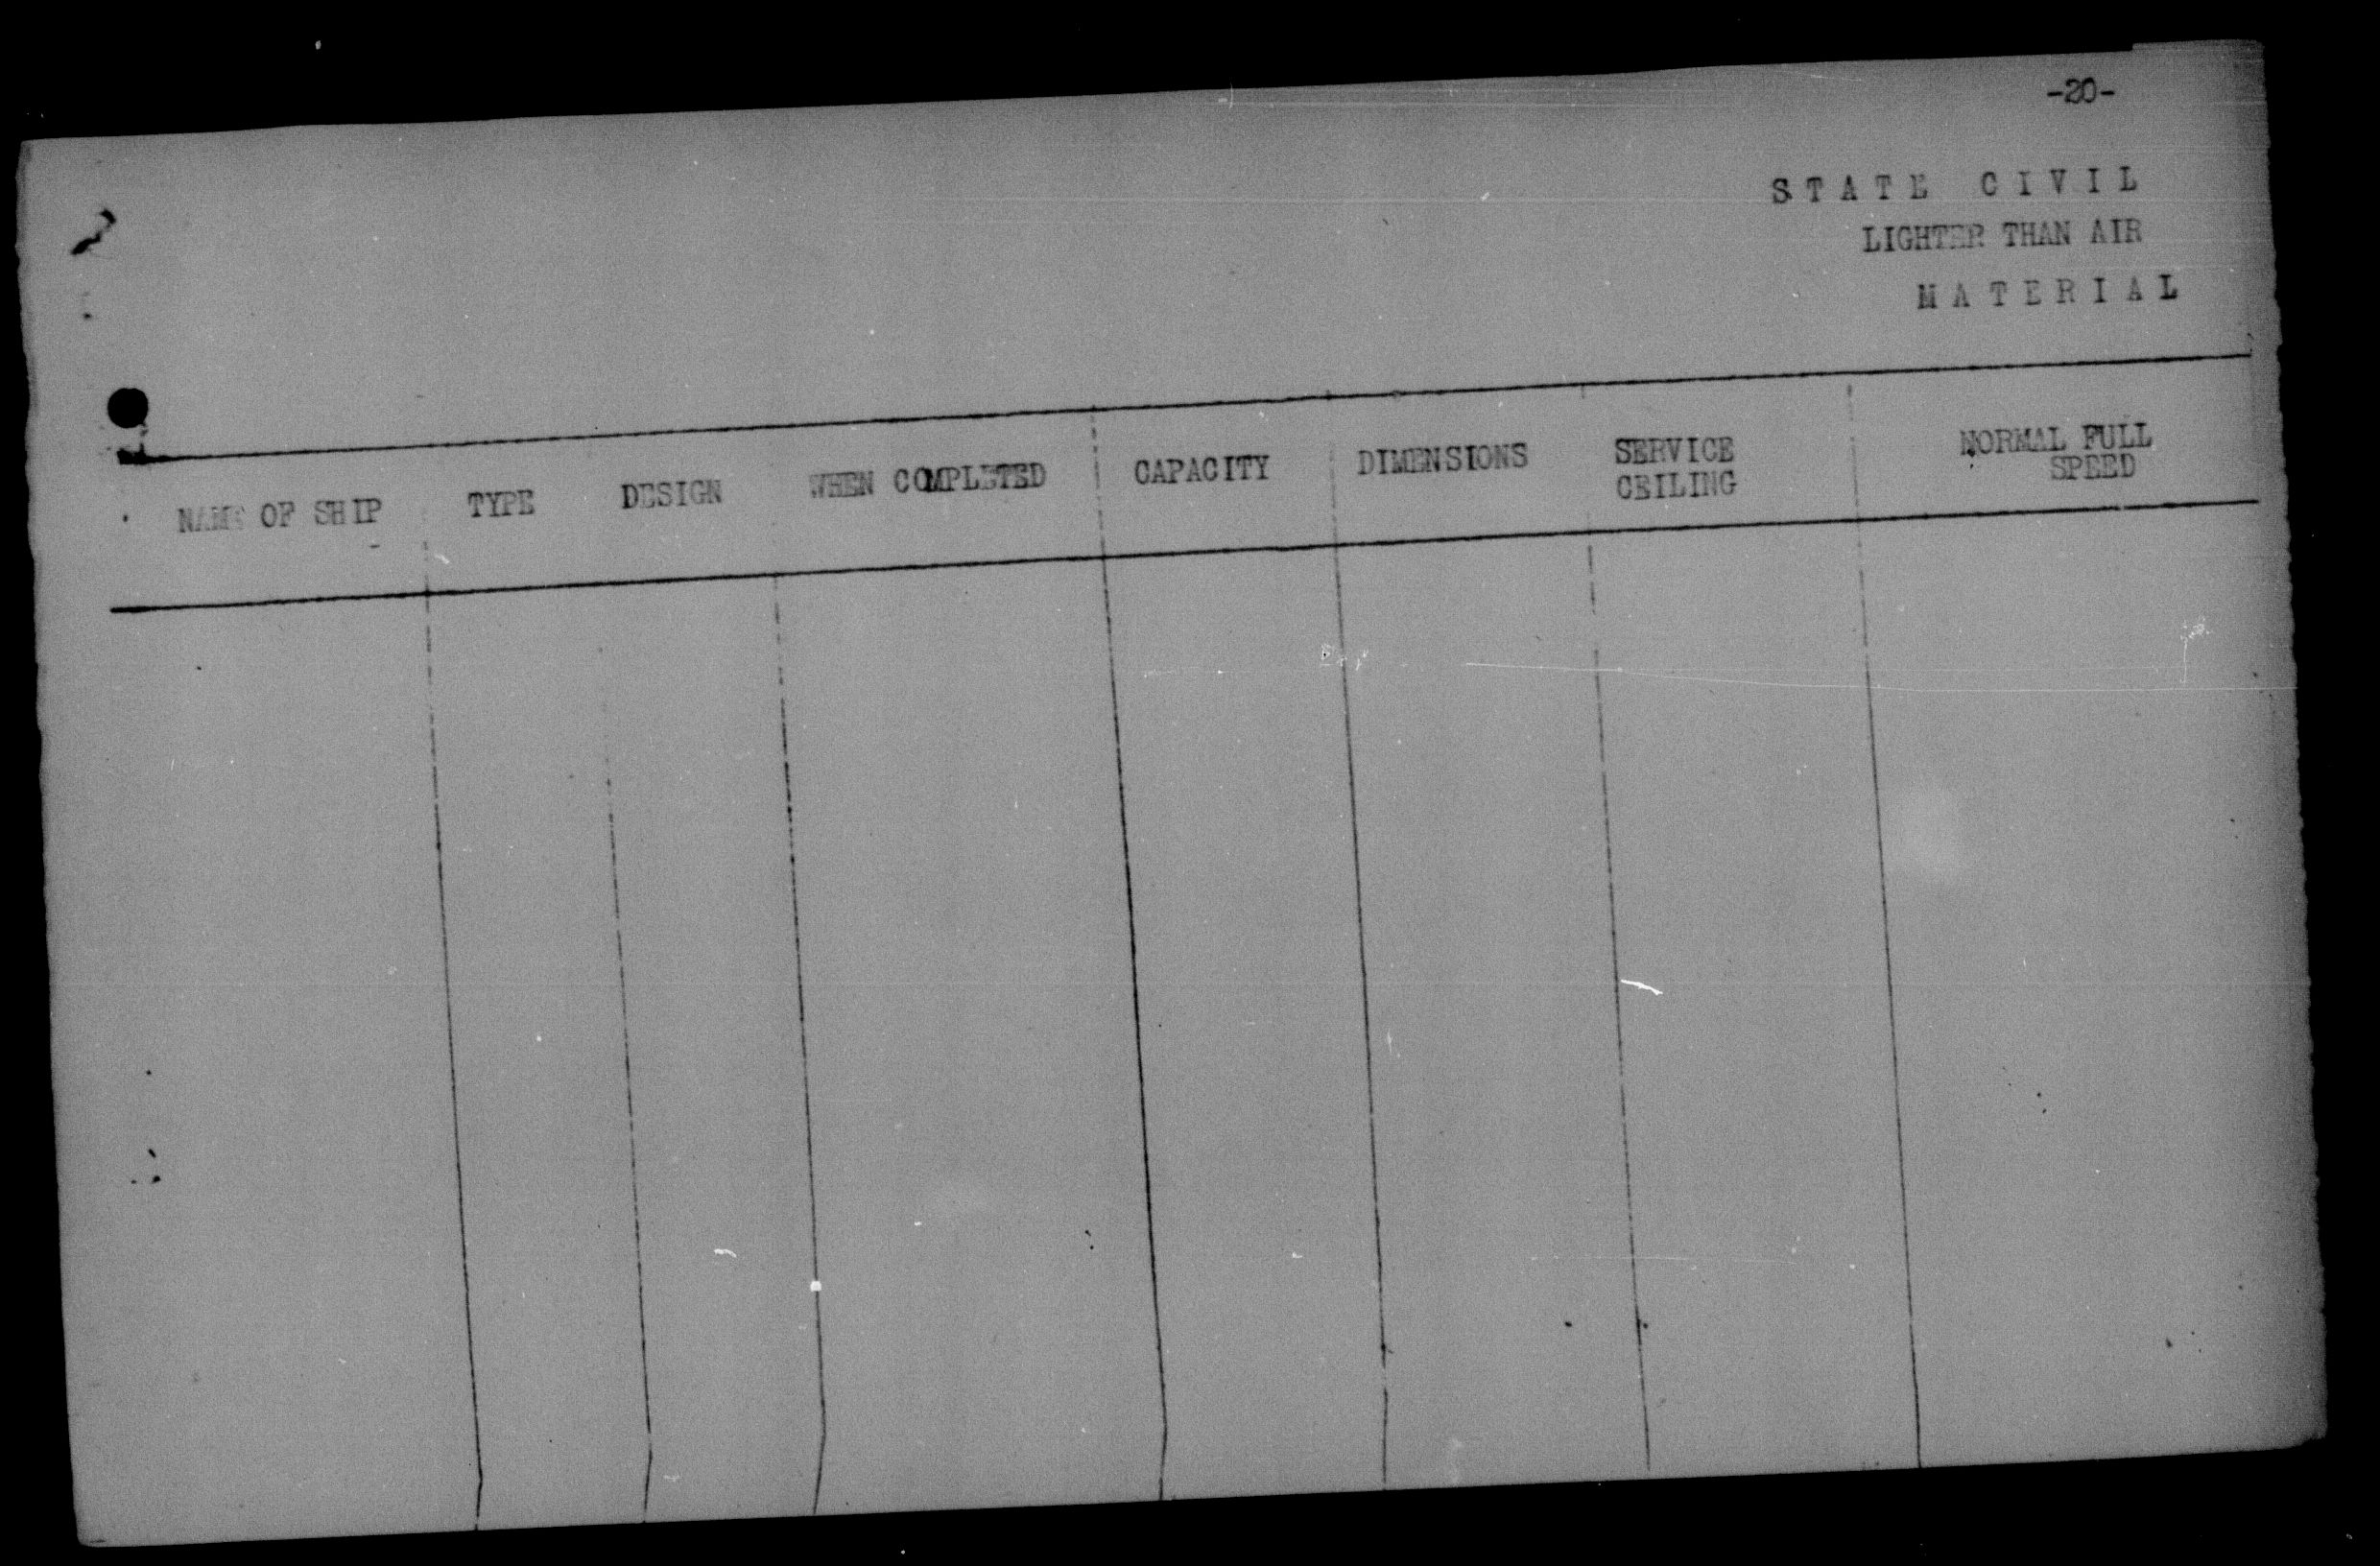 -20-
STATE CIVIL
LIGHTER THAN AIR
MATERIAL
NAME OF SHIP TYPE DESIGN WHEN COMPLETED CAPACITY DIMENSIONS SERVICE CEILING NORMAL FULL SPEED